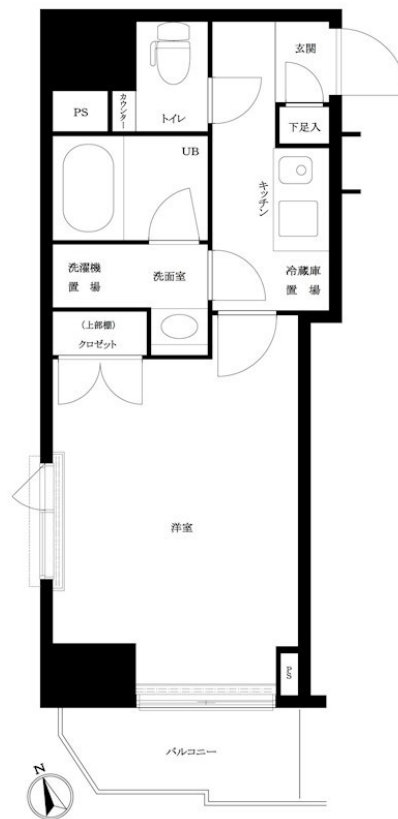 玄関
カウンター
PS
トイレ
下足入
UB
キッチン
洗濯機
置 場
洗面室
冷蔵庫
置 場
(上部棚)
クロゼット
洋室
PS
バルコニー
N